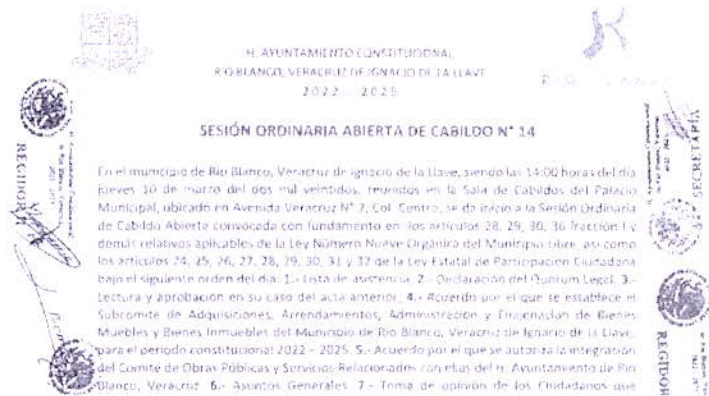 H. AYUNTAMIENTO CONSTITUCIONAL
RIO BLANCO, VERACRUZ DE IGNACIO DE LA LLAVE
2022 - 2025
SESIÓN ORDINARIA ABIERTA DE CABILDO N° 14
En el municipio de Rio Blanco, Veracruz de Ignacio de la Llave, siendo las 14:00 horas del día
jueves 10 de marzo del dos mil veintidos, reunidos en la Sala de Cabildos del Palacio
Municipal, ubicado en Avenida Veracruz N° 7, Col. Centro, se da inicio a la Sesión Ordinaria
de Cabildo Abierta convocada con fundamento en los artículos 28, 29, 30, 36 fracción I y
demás relativos aplicables de la Ley Número Nueve Orgánica del Municipio Libre, así como
los artículos 24, 25, 26, 27, 28, 29, 30, 31 y 32 de la Ley Estatal de Participación Ciudadana
bajo el siguiente orden del día: 1.- Lista de asistencia, 2.- Declaración del Quorum Legal, 3.-
Lectura y aprobación en su caso del acta anterior, 4.- Acuerdo por el que se establece el
Subcomite de Adquisiciones, Arrendamientos, Administración y Enajenación de Bienes
Muebles y Bienes Inmuebles del Municipio de Rio Blanco, Veracruz de Ignacio de la Llave,
para el periodo constitucional 2022 – 2025. 5.- Acuerdo por el que se autoriza la integración
del Comité de Obras Públicas y Servicios Relacionados con ellas del H. Ayuntamiento de Rio
Blanco, Veracruz. 6.- Asuntos Generales 7.- Toma de opinión de los Ciudadanos que
REGIDORIA
SECRETARIA
REGIDOR